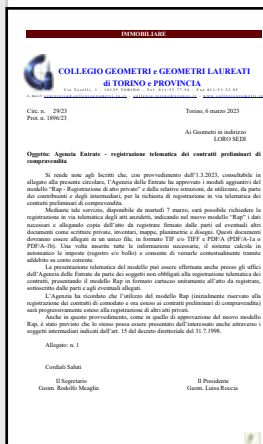 IMMOBILIARE
COLLEGIO GEOMETRI e GEOMETRI LAUREATI
di TORINO e PROVINCIA
Circ. n. 29/23
Torino, 6 marzo 2023
Prot. n. 1896/23
Ai Geometri in indirizzo
LORO SEDI
Oggetto: Agenzia Entrate - registrazione telematica dei contratti preliminari di
compravendita
Si rende noto agli Iscritti che, con provvedimento dell'1.3.2023, consultabile in
allegato alla presente circolare, l'Agenzia delle Entrate ha approvato i moduli aggiuntivi del
modello "Rap - Registrazione di atto privato" e delle relative istruzioni, da utilizzare, da parte
dei contribuenti e degli intermediari, per la richiesta di registrazione in via telematica dei
contratti preliminari di compravendita.
Mediante tale servizio, disponibile da martedì 7 marzo, sarà possibile richiedere la
registrazione in via telematica degli atti anzidetti, indicando nel nuovo modello "Rap" i dati
necessari e allegando copia dell'atto da registrare firmato dalle parti ed eventuali altri
documenti come scritture private, inventari, mappe, planimetrie e disegni. Questi documenti
dovranno essere allegati in un unico file, in formato TIF e/o TIFF e PDF/A (PDF/A-1a o
PDF/A-1b). Una volta inserite tutte le informazioni necessarie, il sistema calcola in
automatico le imposte (registro e/o bollo) e consente di versarle contestualmente tramite
addebito su conto corrente.
La presentazione telematica del modello può essere effettuata anche presso gli uffici
dell'Agenzia delle Entrate da parte dei soggetti non obbligati alla registrazione telematica dei
contratti, presentando il modello Rap in formato cartaceo unitamente all'atto da registrare,
sottoscritto dalle parti e agli eventuali allegati.
L'Agenzia ha ricordato che l'utilizzo del modello Rap (inizialmente riservato alla
registrazione dei contratti di comodato e ora esteso ai contratti preliminari di compravendita)
sarà progressivamente esteso alla registrazione di altri atti privati.
Anche in questo provvedimento, come in quello di approvazione del nuovo modello
Rap, è stato previsto che lo stesso possa essere presentato dall'interessato anche attraverso i
soggetti intermediari indicati dall'art. 15 del decreto direttoriale del 31.7.1998.
Allegato: n. 1
Cordiali Saluti
Il Segretario
Il Presidente
Geom. Rodolfo Meaglia
Geom. Luisa Roccia